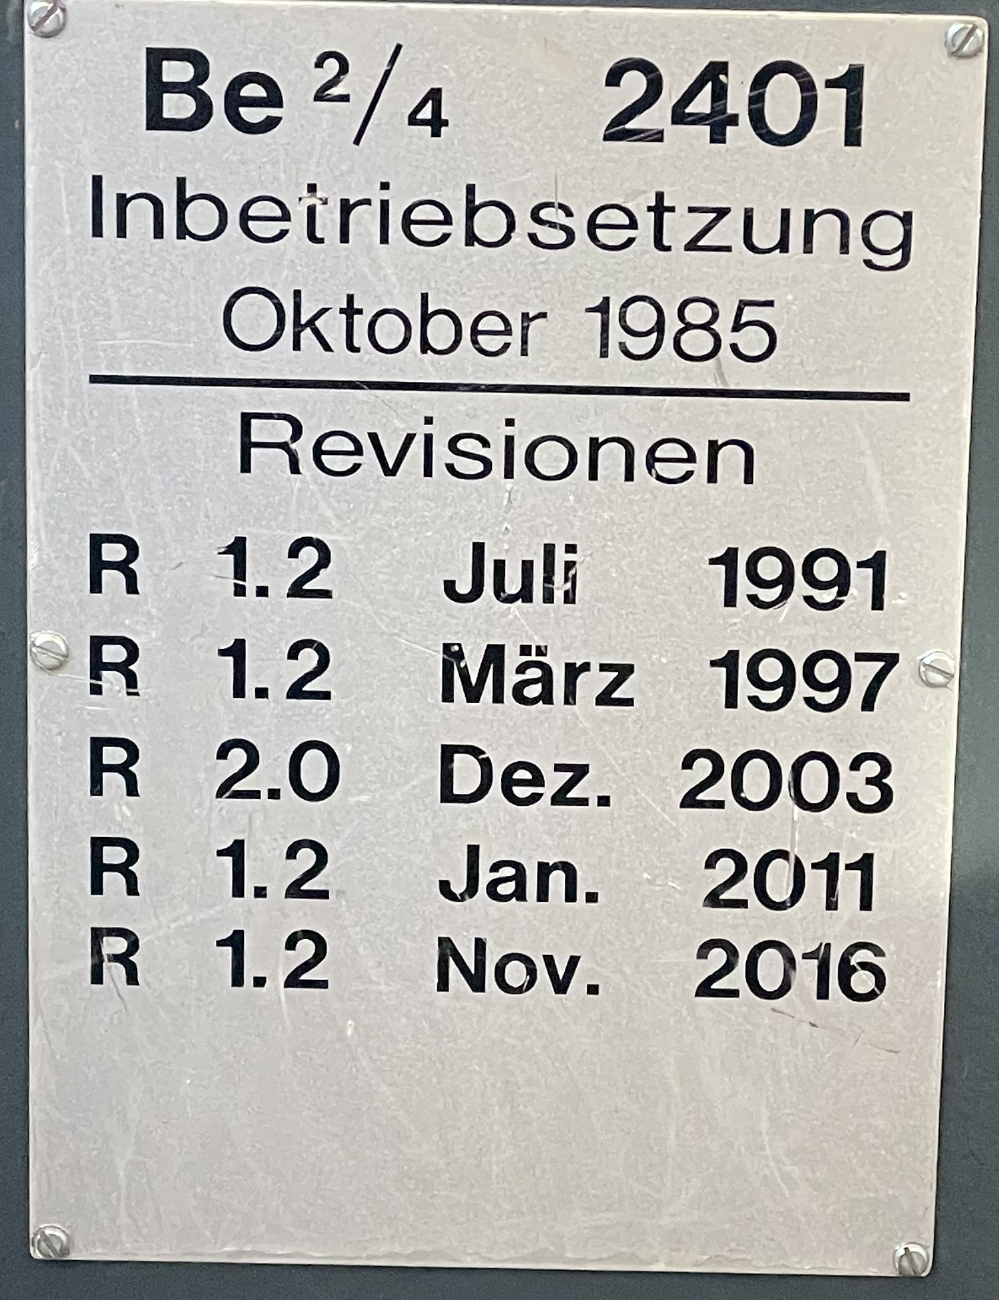 Be 2/4 2401
Inbetriebsetzung
Oktober 1985
Revisionen
R 1.2 Juli 1991
R 1.2 März 1997
R 2.0 Dez. 2003
R 1.2 Jan. 2011
R 1.2 Nov. 2016